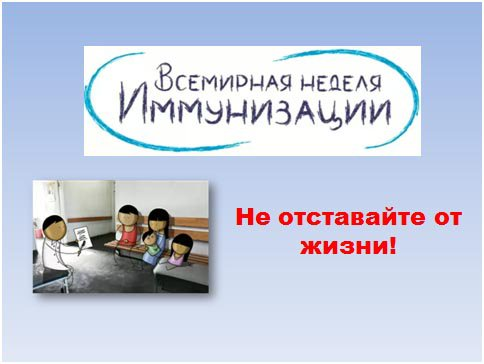 Всемирная неделя
Иммунизации
Не отставайте от
жизни!